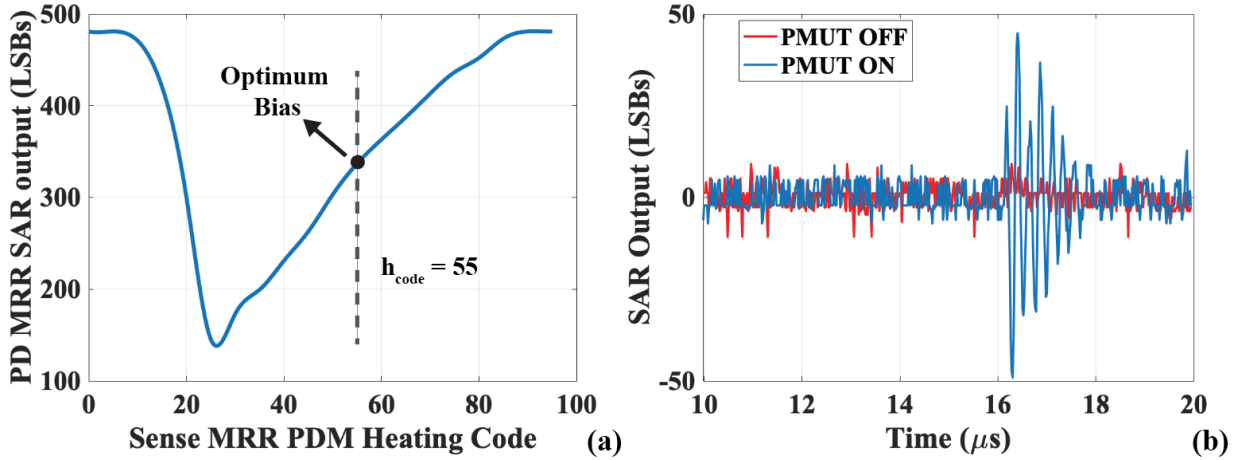 PD MRR SAR output (LSBs)
500
400
300
200
100
0
20
40
60
80
100
Optimum
Bias
h_code = 55
Sense MRR PDM Heating Code
(a)
SAR Output (LSBs)
50
0
-50
PMUT OFF
PMUT ON
10
12
14
16
18
20
Time (μs)
(b)